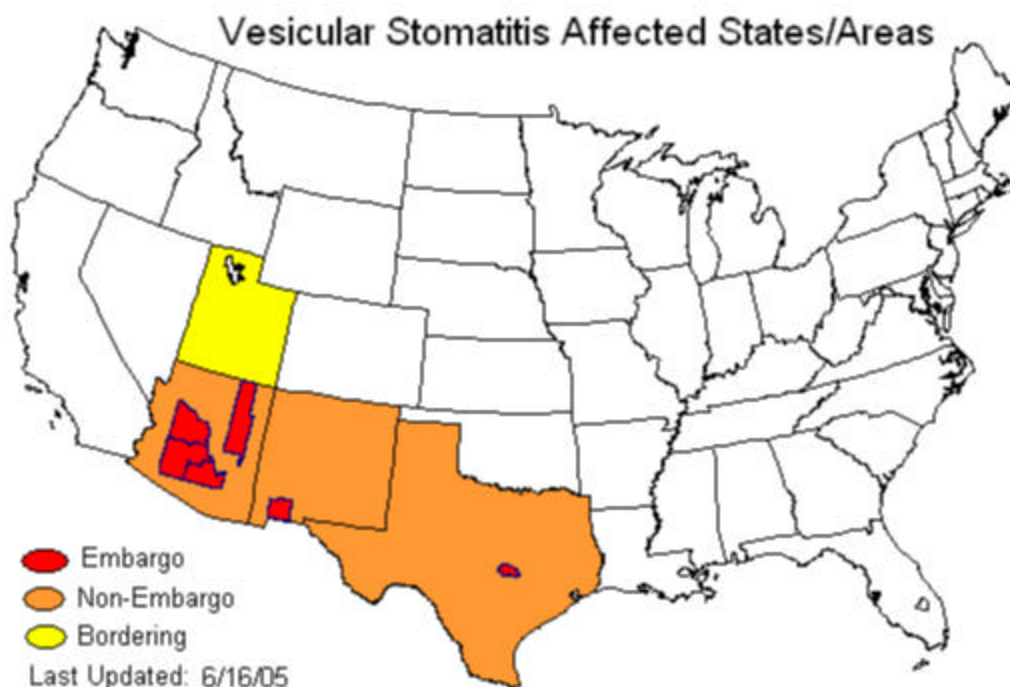 Vesicular Stomatitis Affected States/Areas
Embargo
Non-Embargo
Bordering
Last Updated: 6/16/05